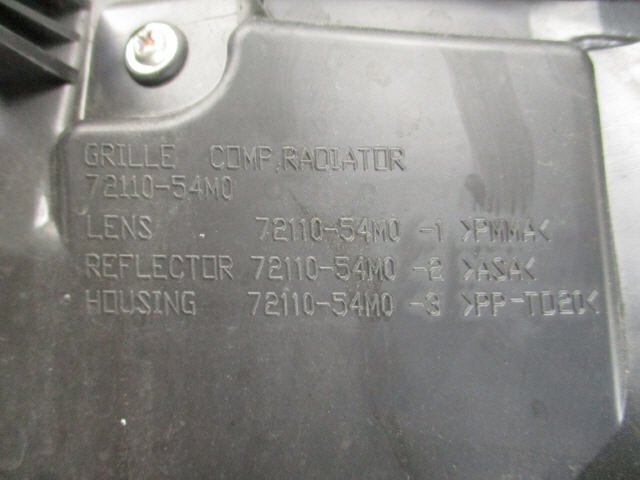 GRILLE COMP,RADIATOR
72110-54M0
LENS 72110-54M0 -1 >PMMA<
REFLECTOR 72110-54M0 -2 >ASA<
HOUSING 72110-54M0 -3 >PP-TD20<